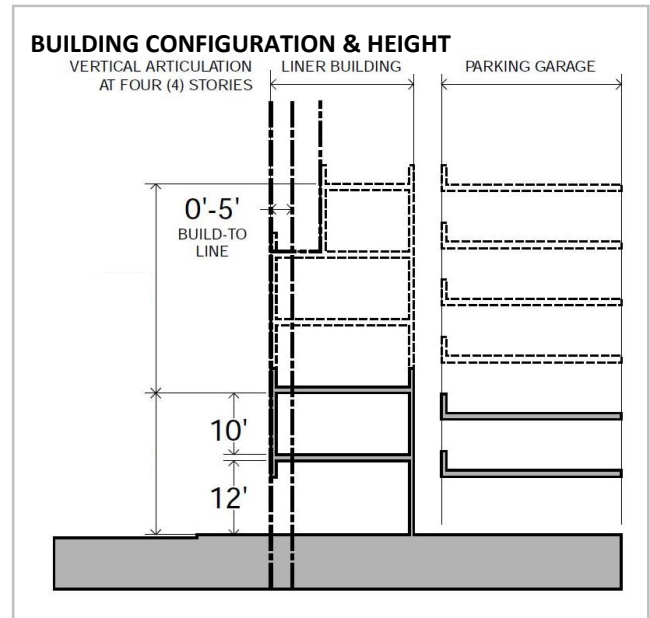 BUILDING CONFIGURATION & HEIGHT
VERTICAL ARTICULATION
AT FOUR (4) STORIES
LINER BUILDING
PARKING GARAGE
0'-5'
BUILD-TO
LINE
10'
12'